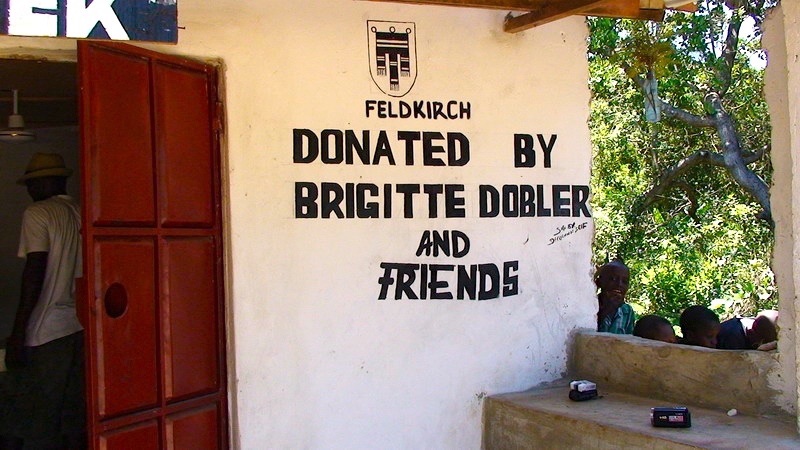 EK
FELDKIRCH
DONATED BY
BRIGITTE DOBLER
AND
FRIENDS